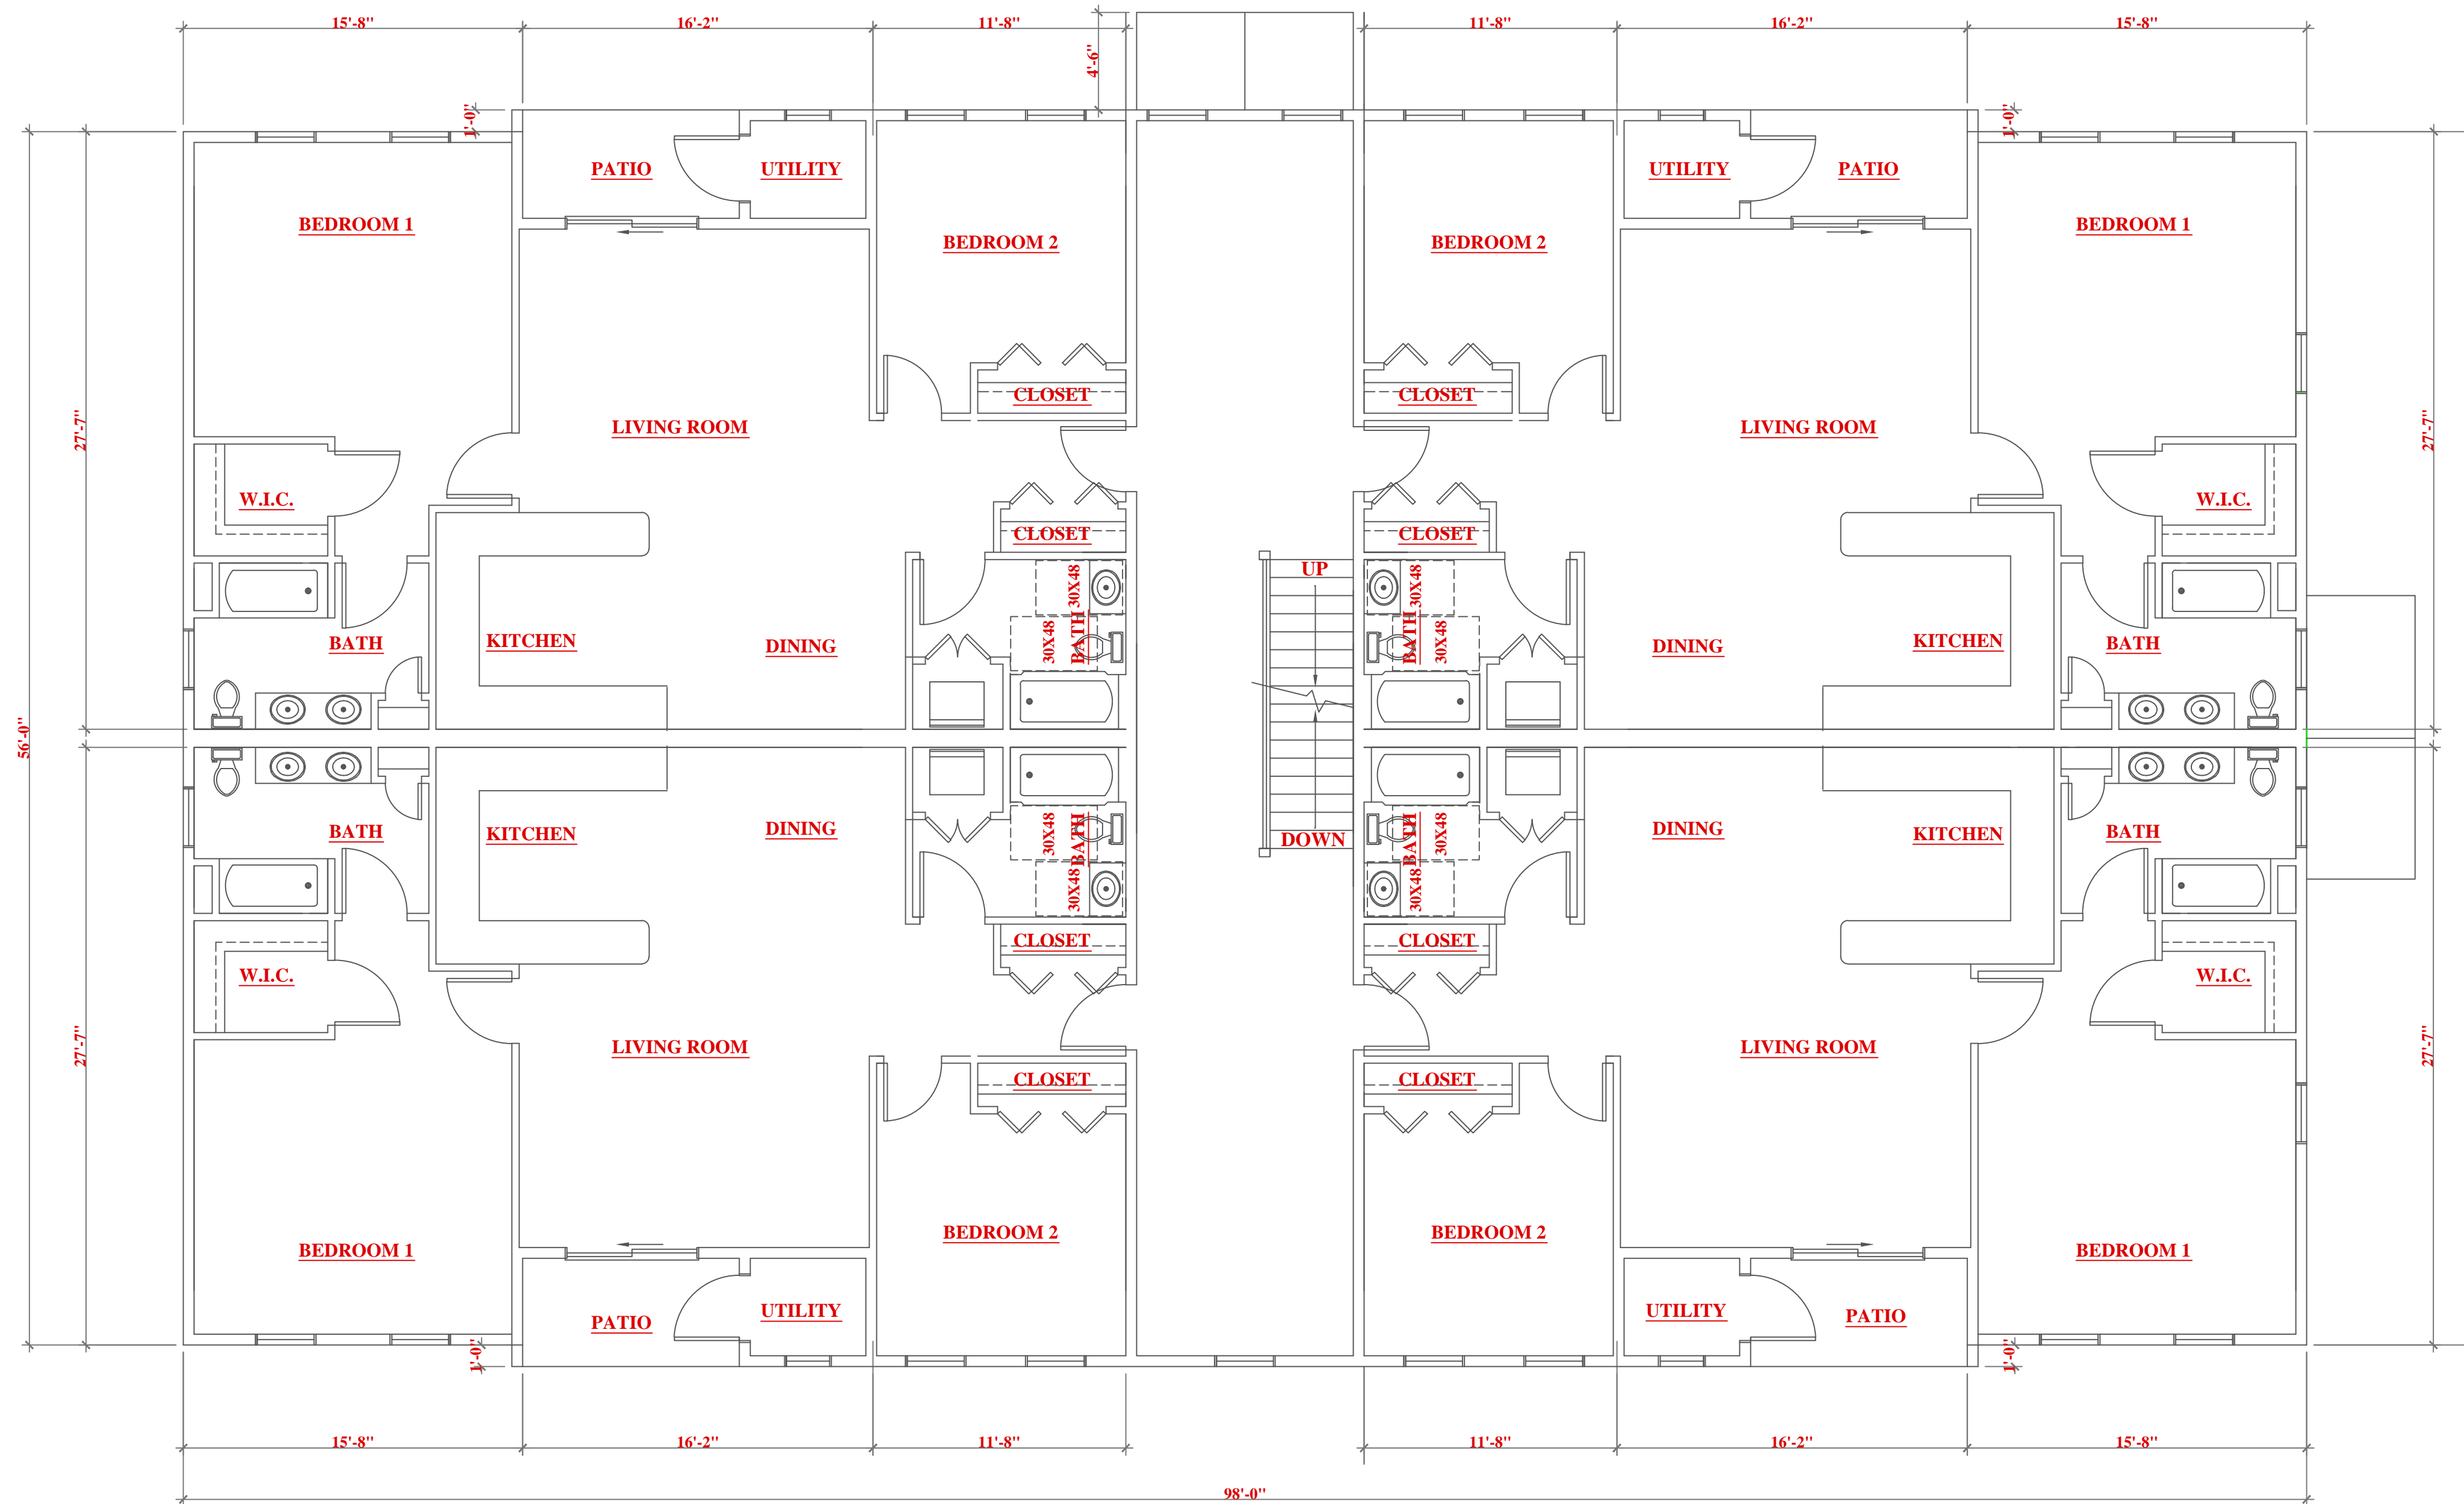 15'-8" 16'-2" 11'-8" 11'-8" 16'-2" 15'-8"
4'-6"
1'-0" 1'-0"
PATIO UTILITY UTILITY PATIO
BEDROOM 1 BEDROOM 1
BEDROOM 2 BEDROOM 2
CLOSET CLOSET
27'-7" LIVING ROOM LIVING ROOM 27'-7"
W.I.C. W.I.C.
CLOSET CLOSET
UP
30X48 30X48
BATH KITCHEN DINING 30X48 BATH BATH 30X48 DINING KITCHEN BATH
56'-0"
BATH KITCHEN DINING 30X48 BATH BATH 30X48 DINING KITCHEN BATH
DOWN
30X48 30X48
CLOSET CLOSET
W.I.C. W.I.C.
27'-7" LIVING ROOM LIVING ROOM 27'-7"
CLOSET CLOSET
BEDROOM 2 BEDROOM 2
BEDROOM 1 BEDROOM 1
PATIO UTILITY UTILITY PATIO
1'-0" 1'-0"
15'-8" 16'-2" 11'-8" 11'-8" 16'-2" 15'-8"
98'-0"